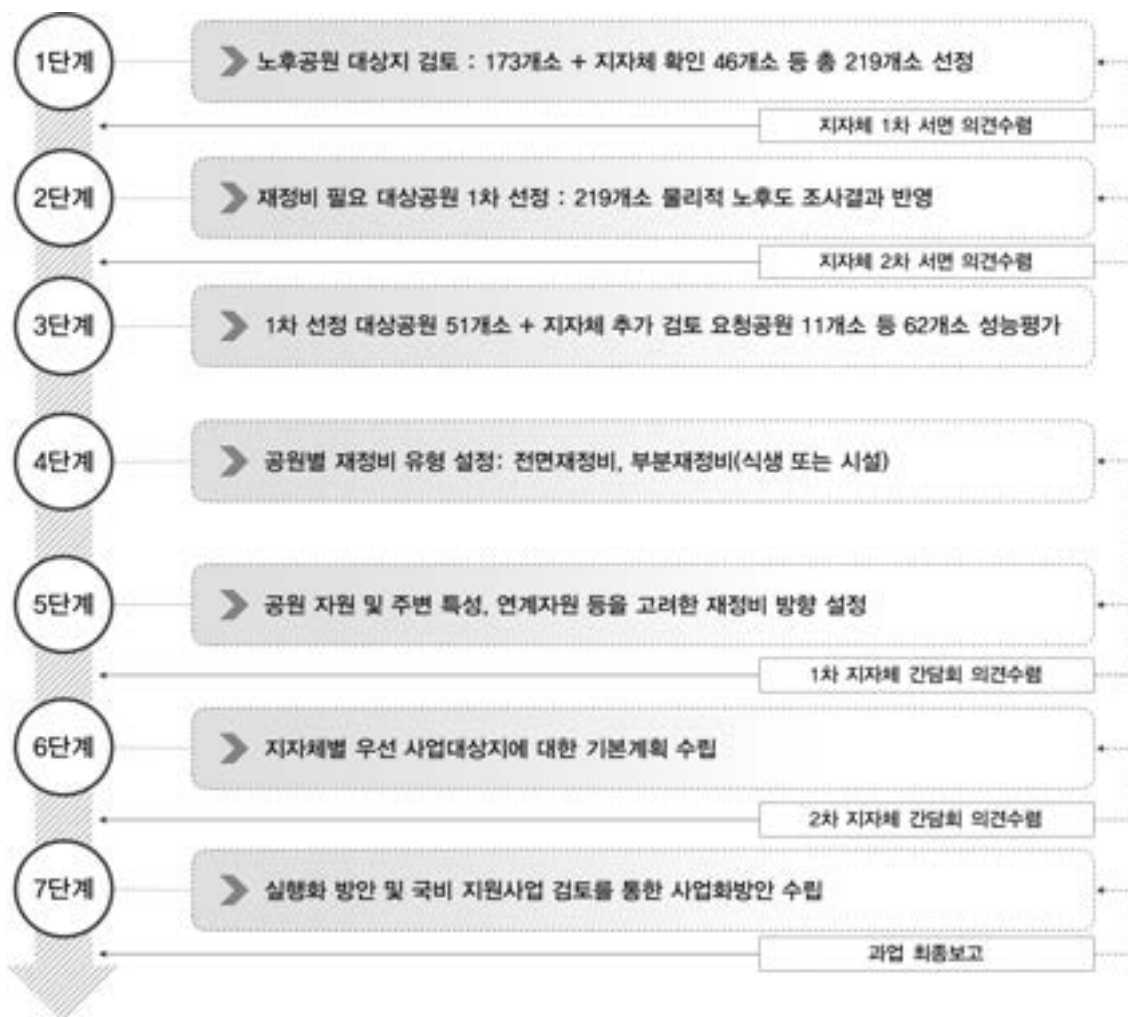 1단계
노후공원 대상지 검토 : 173개소 + 지자체 확인 46개소 등 총 219개소 선정
지자체 1차 서면 의견수렴
2단계
재정비 필요 대상공원 1차 선정 : 219개소 물리적 노후도 조사결과 반영
지자체 2차 서면 의견수렴
3단계
1차 선정 대상공원 51개소 + 지자체 추가 검토 요청공원 11개소 등 62개소 성능평가
4단계
공원별 재정비 유형 설정: 전면재정비, 부분재정비(식생 또는 시설)
5단계
공원 자원 및 주변 특성, 연계자원 등을 고려한 재정비 방향 설정
1차 지자체 간담회 의견수렴
6단계
지자체별 우선 사업대상지에 대한 기본계획 수립
2차 지자체 간담회 의견수렴
7단계
실행화 방안 및 국비 지원사업 검토를 통한 사업화방안 수립
과업 최종보고